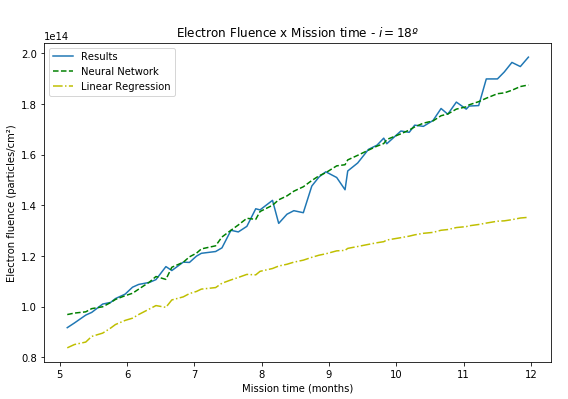 Electron Fluence x Mission time - i = 18º
1e14
Results
Neural Network
Linear Regression
2.0
1.8
1.6
1.4
1.2
1.0
0.8
Electron fluence (particles/cm²)
5 6 7 8 9 10 11 12
Mission time (months)